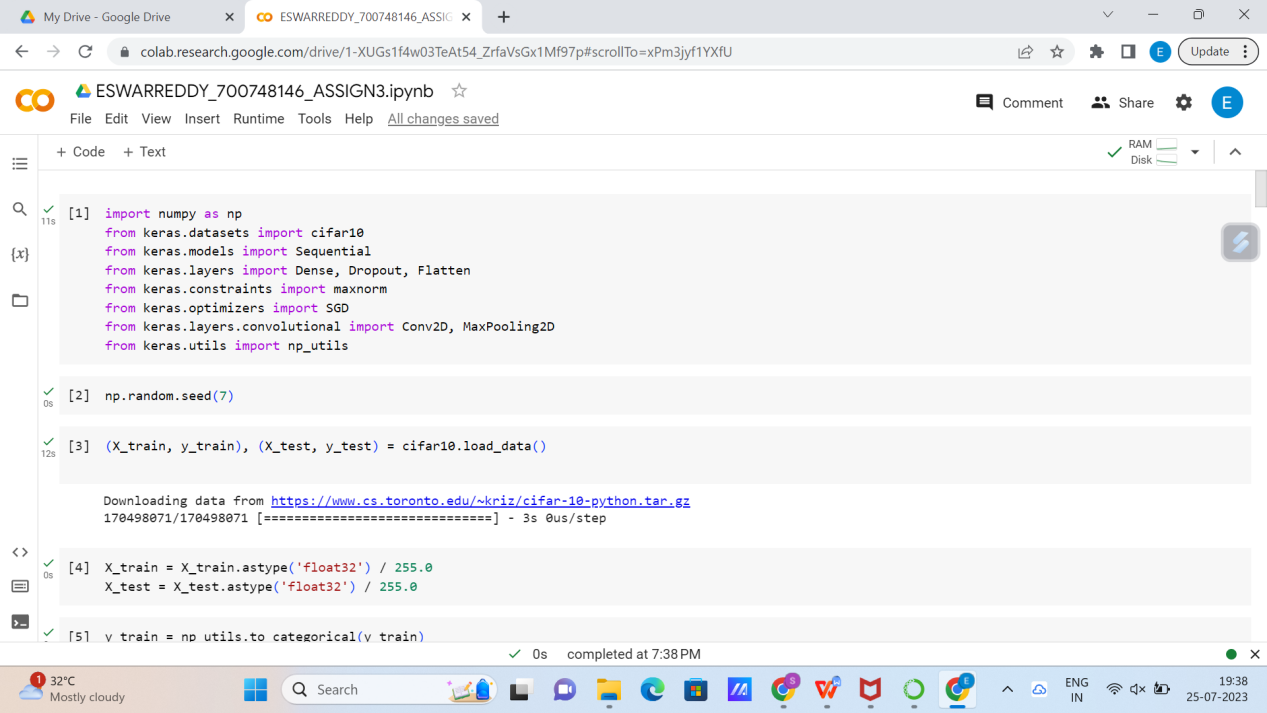 My Drive - Google Drive
ESWARREDDY_700748146_ASSIG
colab.research.google.com/drive/1-XUGs1f4w03TeAt54_ZrfaVsGx1Mf97p#scrollTo=xPm3jyf1YXfU
E
Update
ESWARREDDY_700748146_ASSIGN3.ipynb
File Edit View Insert Runtime Tools Help All changes saved
Comment
Share
E
+ Code + Text
RAM
Disk
{x}
11s
[1] import numpy as np
from keras.datasets import cifar10
from keras.models import Sequential
from keras.layers import Dense, Dropout, Flatten
from keras.constraints import maxnorm
from keras.optimizers import SGD
from keras.layers.convolutional import Conv2D, MaxPooling2D
from keras.utils import np_utils
0s
[2] np.random.seed(7)
12s
[3] (X_train, y_train), (X_test, y_test) = cifar10.load_data()
Downloading data from https://www.cs.toronto.edu/~kriz/cifar-10-python.tar.gz
170498071/170498071 [==============================] - 3s 0us/step
0s
[4] X_train = X_train.astype('float32') / 255.0
X_test = X_test.astype('float32') / 255.0
[5] y_train = np_utils.to_categorical(y_train)
0s completed at 7:38 PM
1
32°C
Mostly cloudy
Search
S
E
ENG
IN
19:38
25-07-2023